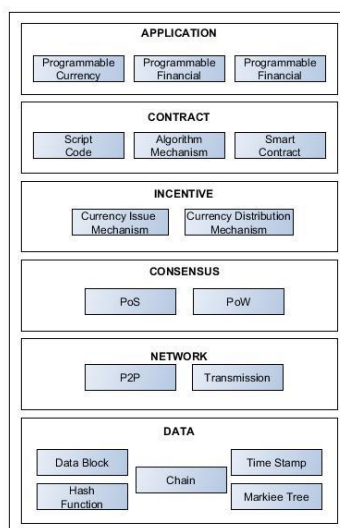 APPLICATION
Programmable Programmable Programmable
Currency Financial Financial
CONTRACT
Script Algorithm Smart
Code Mechanism Contract
INCENTIVE
Currency Issue Currency Distribution
Mechanism Mechanism
CONSENSUS
PoS PoW
NETWORK
P2P Transmission
DATA
Data Block Time Stamp
Chain
Hash Markiee Tree
Function